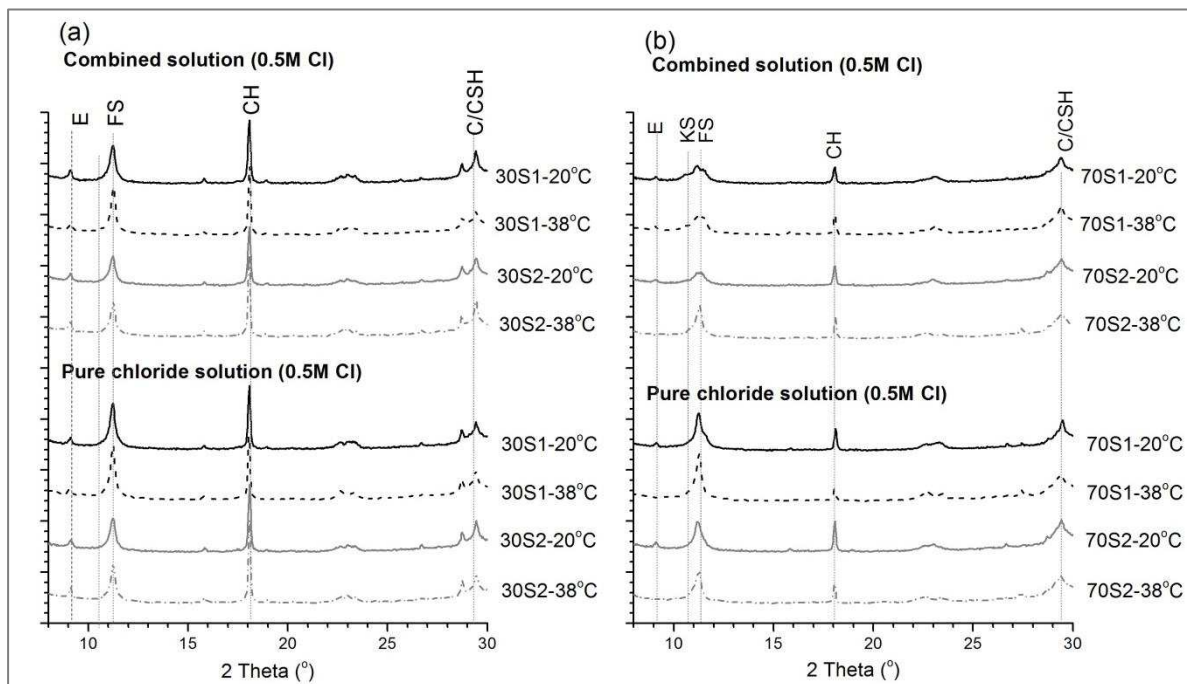 (a)
Combined solution (0.5M Cl)
E
FS
CH
C/CSH
30S1-20°C
30S1-38°C
30S2-20°C
30S2-38°C
Pure chloride solution (0.5M Cl)
30S1-20°C
30S1-38°C
30S2-20°C
30S2-38°C
10 15 20 25 30
2 Theta (°)
(b)
Combined solution (0.5M Cl)
E
KS
FS
CH
C/CSH
70S1-20°C
70S1-38°C
70S2-20°C
70S2-38°C
Pure chloride solution (0.5M Cl)
70S1-20°C
70S1-38°C
70S2-20°C
70S2-38°C
10 15 20 25 30
2 Theta (°)